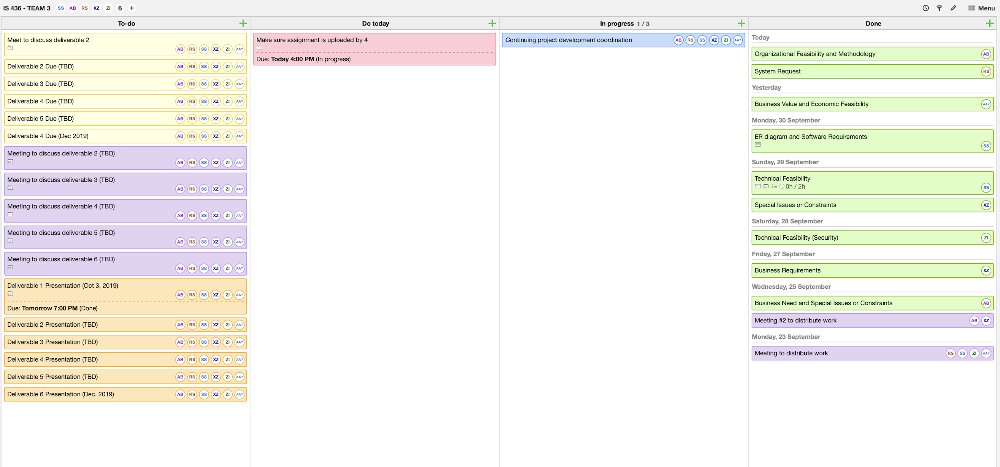 IS 436 - TEAM 3 SS AB RS XZ ZI 6 +
Menu
To-do
Meet to discuss deliverable 2
AB RS SS XZ ZI AA?
Deliverable 2 Due (TBD) AB RS SS XZ ZI AA?
Deliverable 3 Due (TBD) AB RS SS XZ ZI AA?
Deliverable 4 Due (TBD) AB RS SS XZ ZI AA?
Deliverable 5 Due (TBD) AB RS SS XZ ZI AA?
Deliverable 4 Due (Dec 2019) AB RS SS XZ ZI AA?
Meeting to discuss deliverable 2 (TBD)
AB RS SS XZ ZI AA?
Meeting to discuss deliverable 3 (TBD)
AB RS SS XZ ZI AA?
Meeting to discuss deliverable 4 (TBD)
AB RS SS XZ ZI AA?
Meeting to discuss deliverable 5 (TBD)
AB RS SS XZ ZI AA?
Meeting to discuss deliverable 6 (TBD)
AB RS SS XZ ZI AA?
Deliverable 1 Presentation (Oct 3, 2019)
AB RS SS XZ ZI AA?
Due: Tomorrow 7:00 PM (Done)
Deliverable 2 Presentation (TBD) AB RS SS XZ ZI AA?
Deliverable 3 Presentation (TBD) AB RS SS XZ ZI AA?
Deliverable 4 Presentation (TBD) AB RS SS XZ ZI AA?
Deliverable 5 Presentation (TBD) AB RS SS XZ ZI AA?
Deliverable 6 Presentation (Dec. 2019) AB RS SS XZ ZI AA?
Do today
Make sure assignment is uploaded by 4
Due: Today 4:00 PM (In progress)
In progress 1 / 3
Continuing project development coordination AB RS SS XZ ZI AA?
Done
Today
Organizational Feasibility and Methodology AB
System Request RS
Yesterday
Business Value and Economic Feasibility AA?
Monday, 30 September
ER diagram and Software Requirements
SS
Sunday, 29 September
Technical Feasibility
0h / 2h SS
Special Issues or Constraints XZ
Saturday, 28 September
Technical Feasibility (Security) ZI
Friday, 27 September
Business Requirements XZ
Wednesday, 25 September
Business Need and Special Issues or Constraints AB
Meeting #2 to distribute work AB XZ
Monday, 23 September
Meeting to distribute work RS SS ZI AA?